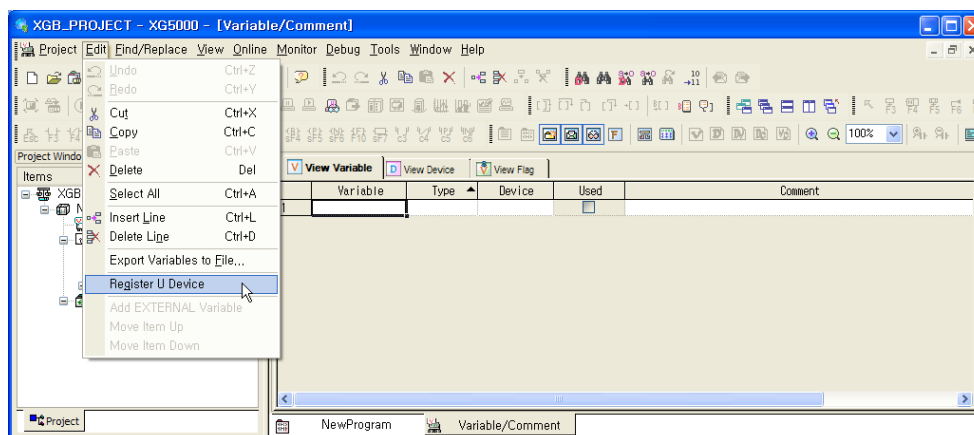 XGB_PROJECT - XG5000 - [Variable/Comment]
Project Edit Find/Replace View Online Monitor Debug Tools Window Help
Undo Ctrl+Z
Redo Ctrl+Y
Cut Ctrl+X
Copy Ctrl+C
Paste Ctrl+V
Delete Del
Select All Ctrl+A
Insert Line Ctrl+L
Delete Line Ctrl+D
Export Variables to File...
Register U Device
Add EXTERNAL Variable
Move Item Up
Move Item Down
100%
Project Windo
Items
XGB
N
Project
V View Variable D View Device View Flag
Variable Type Device Used Comment
1
NewProgram Variable/Comment